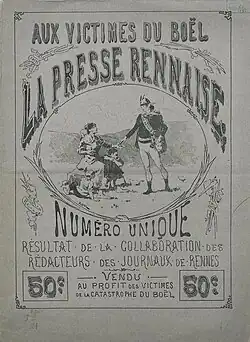 AUX VICTIMES DU BOËL
LA PRESSE RENNAISE
NUMÉRO UNIQUE
RÉSULTAT · DE · LA · COLLABORATION · DES
RÉDACTEURS · DES · JOURNAUX · DE · RENNES
50c VENDU 50c
AU PROFIT DES VICTIMES
DE LA CATASTROPHE DU BOËL